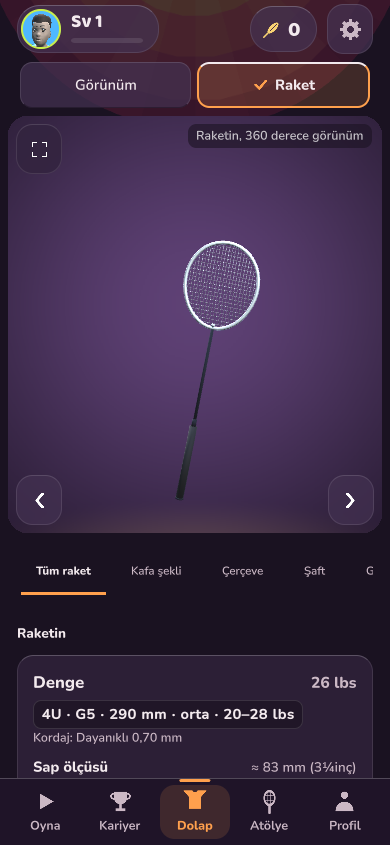 Sv 1
0
Görünüm
Raket
Raketin, 360 derece görünüm
Tüm raket
Kafa şekli
Çerçeve
Şaft
G
Raketin
Denge
26 lbs
4U · G5 · 290 mm · orta · 20–28 lbs
Kordaj: Dayanıklı 0,70 mm
Sap ölçüsü
≈ 83 mm (3¼inç)
Oyna
Kariyer
Dolap
Atölye
Profil